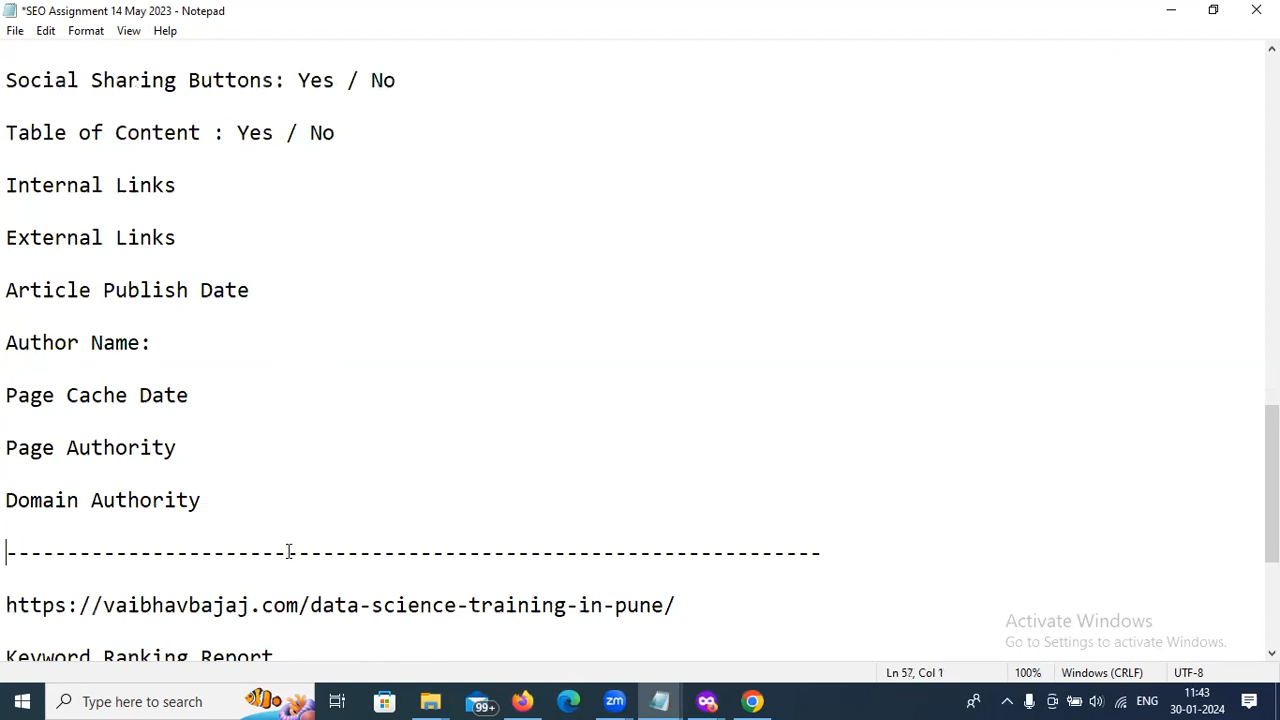 *SEO Assignment 14 May 2023 - Notepad
File Edit Format View Help
Social Sharing Buttons: Yes / No
Table of Content : Yes / No
Internal Links
External Links
Article Publish Date
Author Name:
Page Cache Date
Page Authority
Domain Authority
-------------------------------------------------------------------
https://vaibhavbajaj.com/data-science-training-in-pune/
Keyword Ranking Report
Activate Windows
Go to Settings to activate Windows.
Ln 57, Col 1 100% Windows (CRLF) UTF-8
Type here to search 99+ zm ENG 11:43
30-01-2024